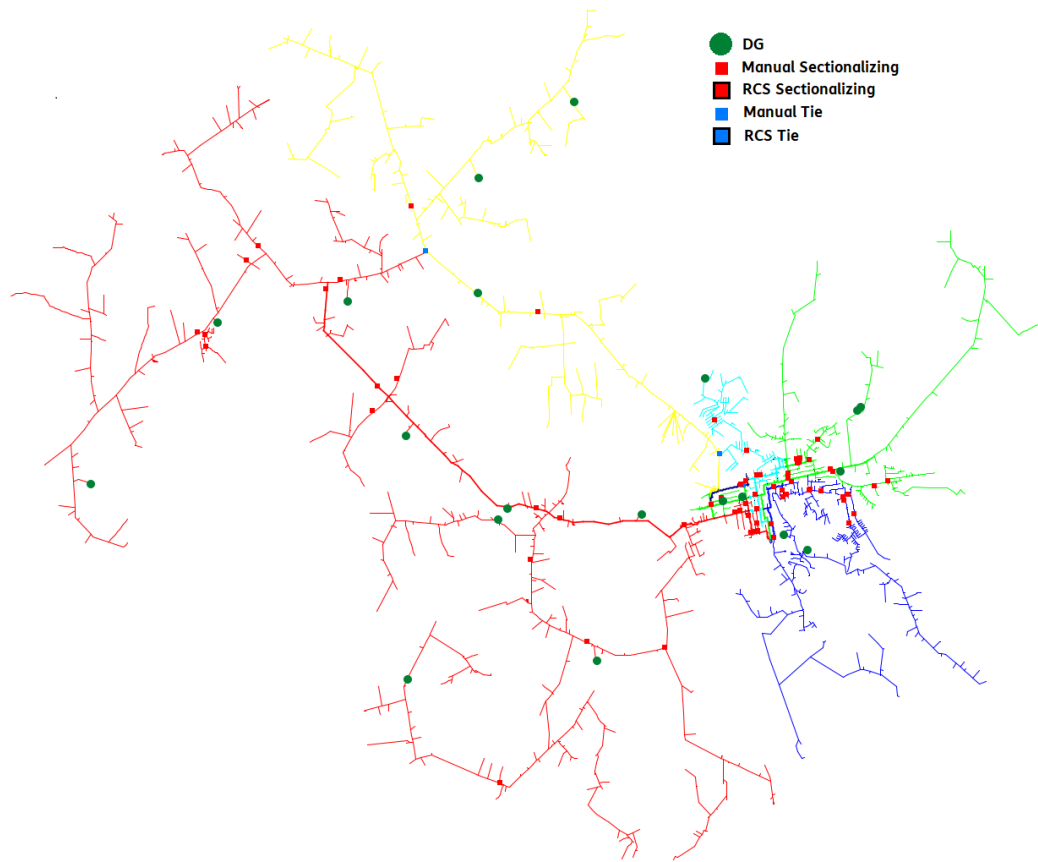 DG
Manual Sectionalizing
RCS Sectionalizing
Manual Tie
RCS Tie